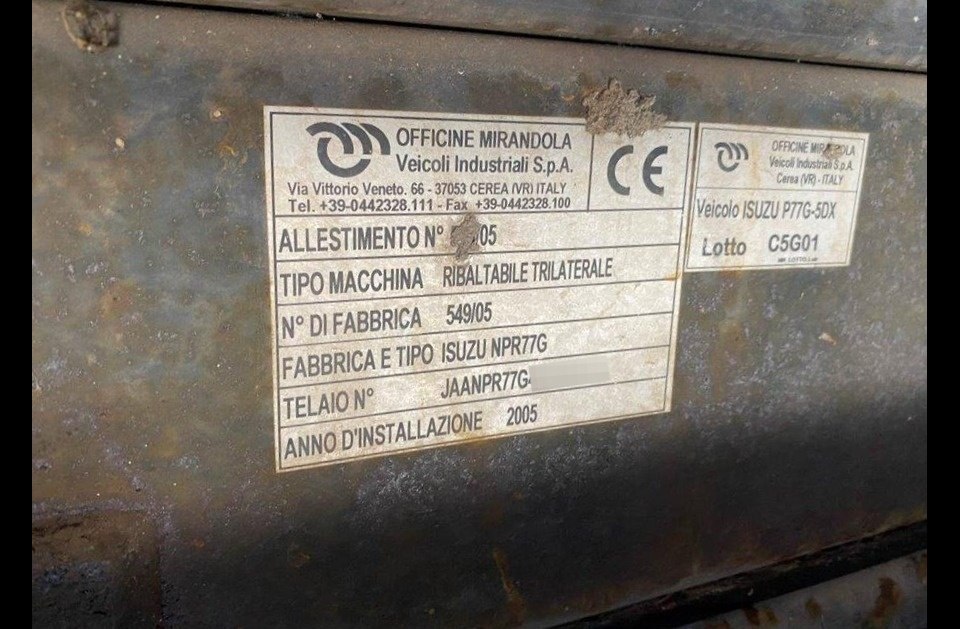 OFFICINE MIRANDOLA
Veicoli Industriali S.p.A.
Via Vittorio Veneto. 66 - 37053 CEREA (VR) ITALY
Tel. +39-0442328.111 - Fax +39-0442328.100
CE
ALLESTIMENTO N° /05
TIPO MACCHINA RIBALTABILE TRILATERALE
N° DI FABBRICA 549/05
FABBRICA E TIPO ISUZU NPR77G
TELAIO N° JAANPR77G
ANNO D'INSTALLAZIONE 2005
OFFICINE MIRANDOLA
Veicoli Industriali S.p.A.
Cerea (VR) - ITALY
Veicolo ISUZU P77G-5DX
Lotto C5G01